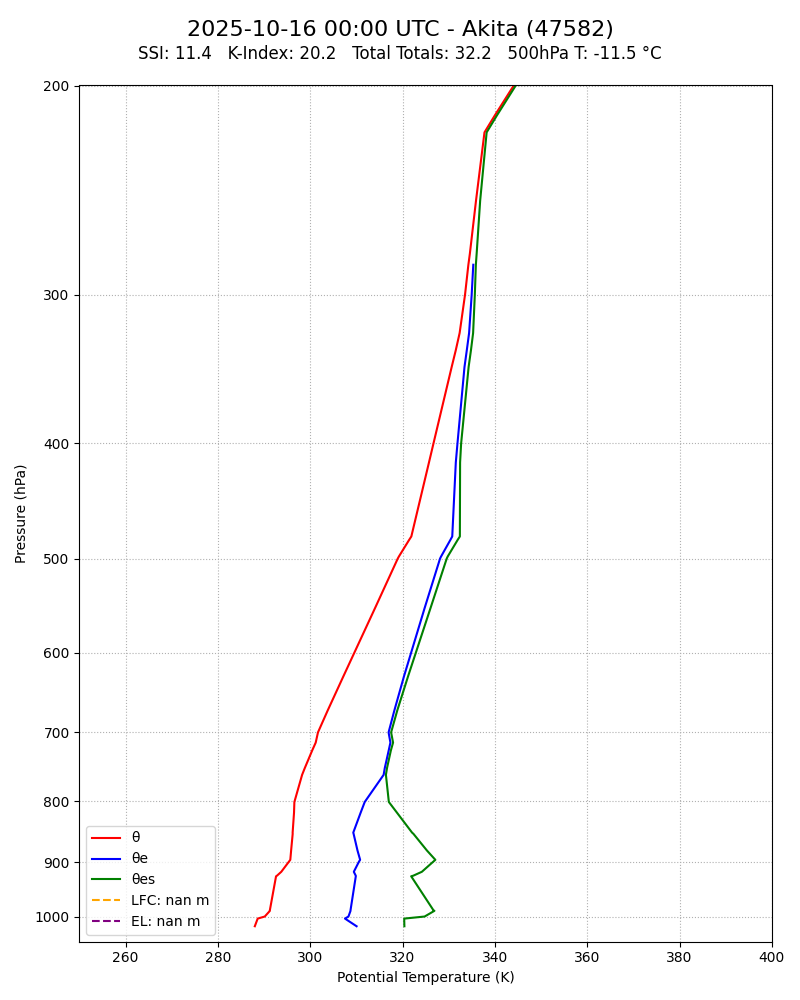 2025-10-16 00:00 UTC - Akita (47582)
SSI: 11.4   K-Index: 20.2   Total Totals: 32.2   500hPa T: -11.5 °C
200
300
400
500
600
700
800
900
1000
Pressure (hPa)
θ
θe
θes
LFC: nan m
EL: nan m
260
280
300
320
340
360
380
400
Potential Temperature (K)